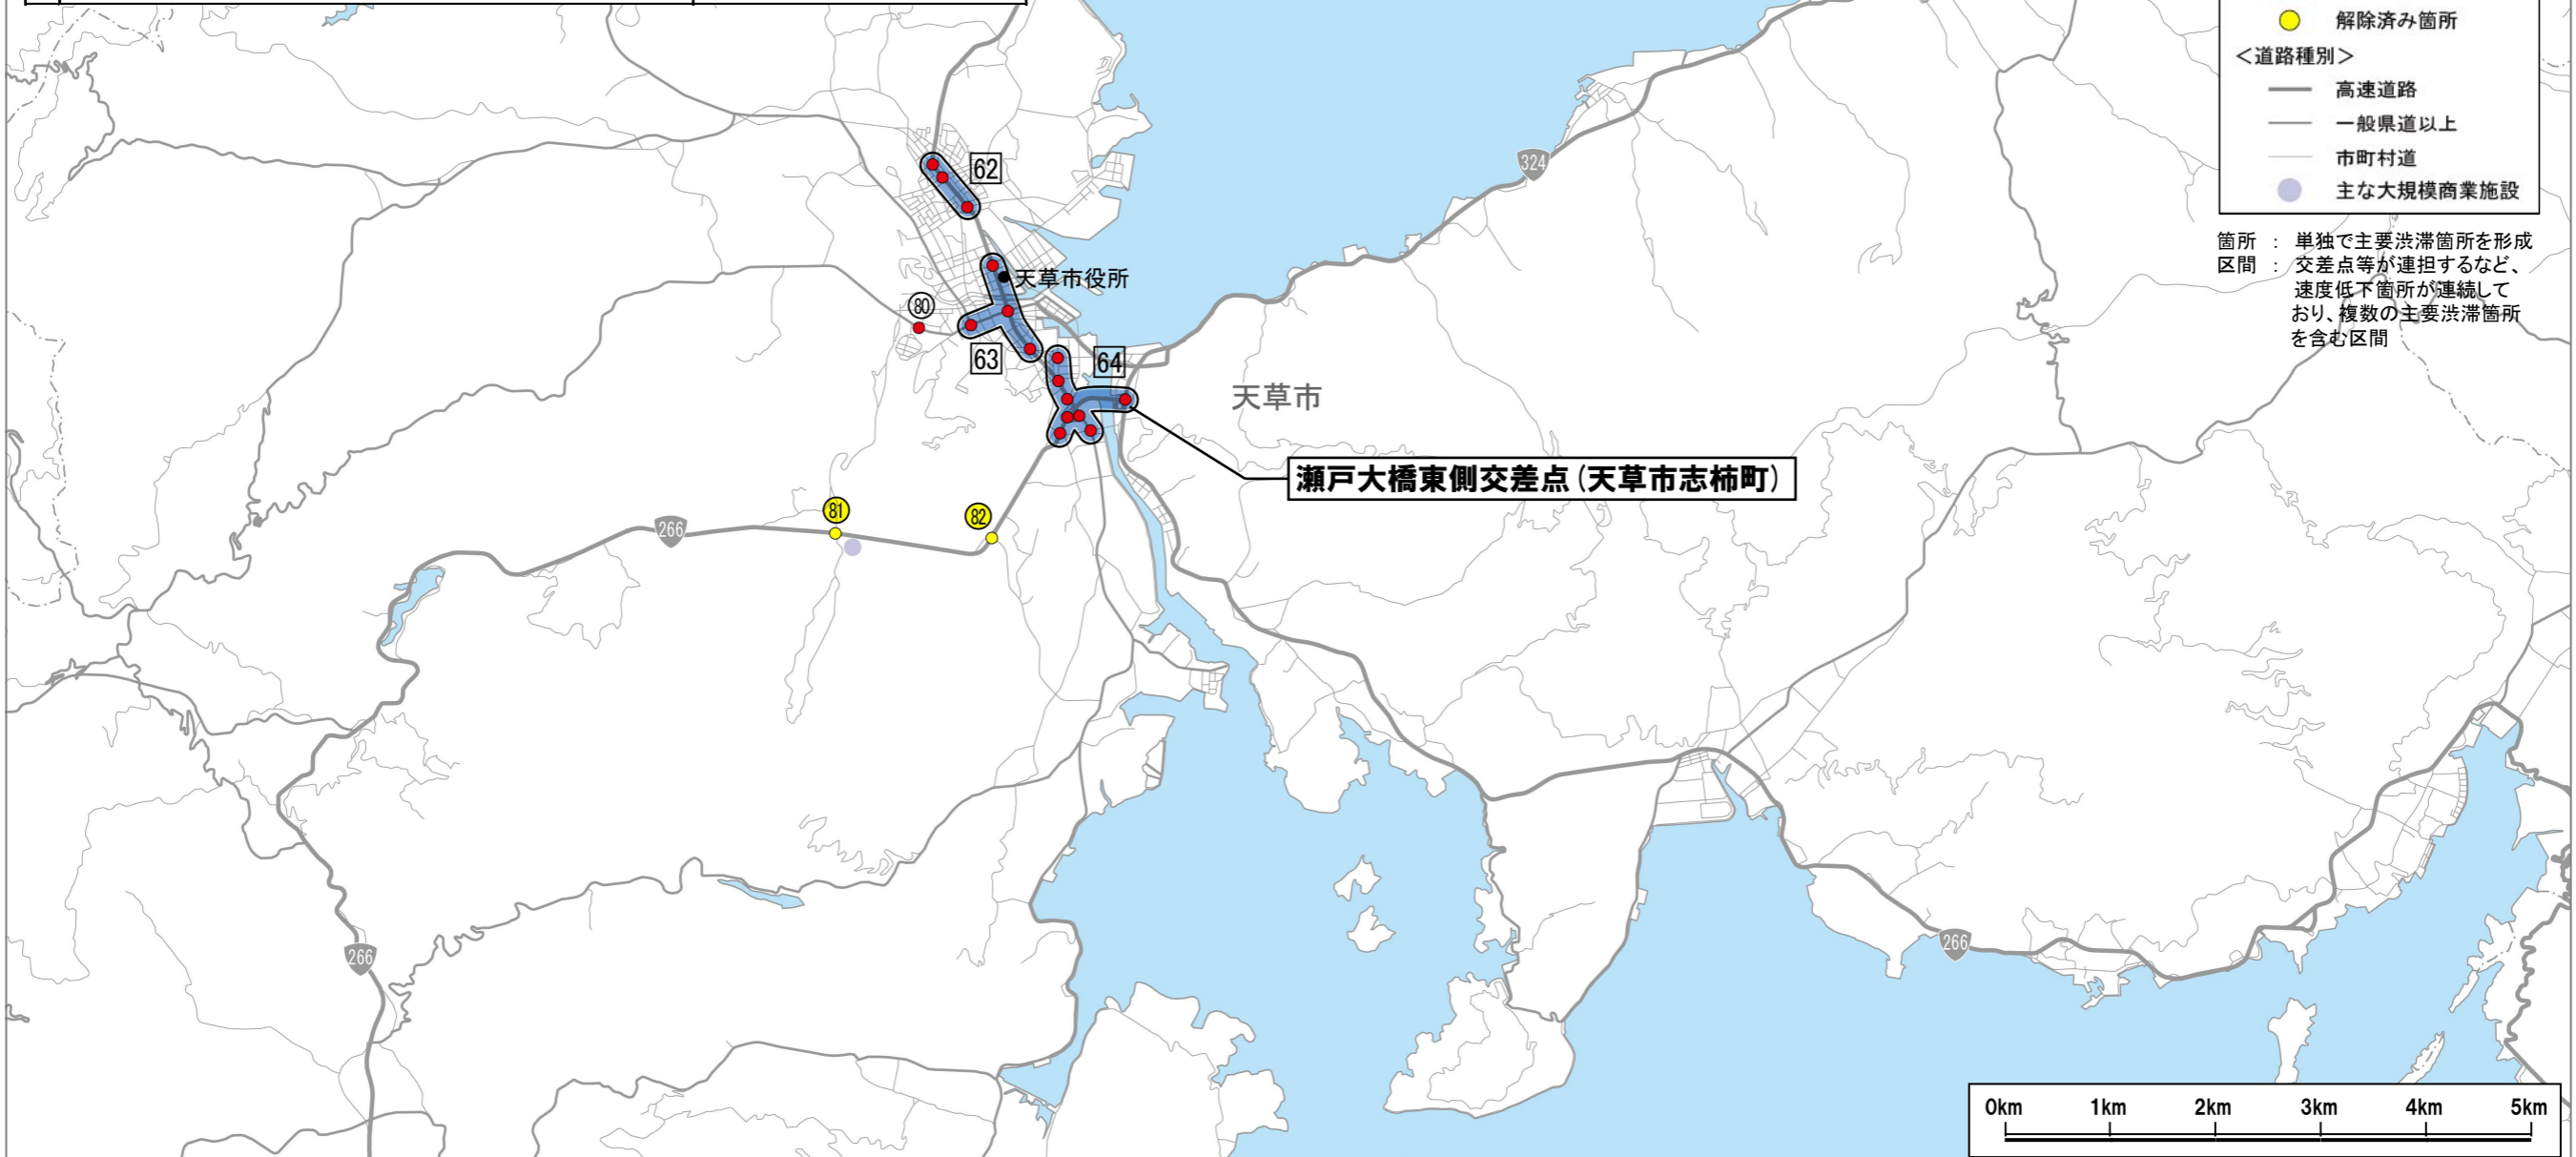 解除済み箇所
＜道路種別＞
高速道路
一般県道以上
市町村道
主な大規模商業施設
箇所 ： 単独で主要渋滞箇所を形成
区間 ： 交差点等が連担するなど、
速度低下箇所が連続して
おり、複数の主要渋滞箇所
を含む区間
324
62
天草市役所
80
63
64
天草市
瀬戸大橋東側交差点（天草市志柿町）
81
82
266
266
266
0km 1km 2km 3km 4km 5km